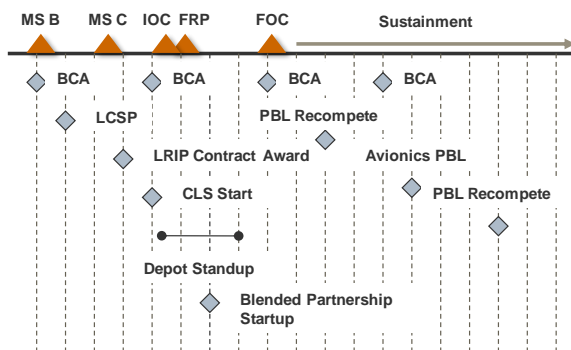 MS B MS C IOC FRP FOC Sustainment
BCA BCA BCA BCA
LCSP PBL Recompete
LRIP Contract Award Avionics PBL
CLS Start PBL Recompete
Depot Standup
Blended Partnership
Startup